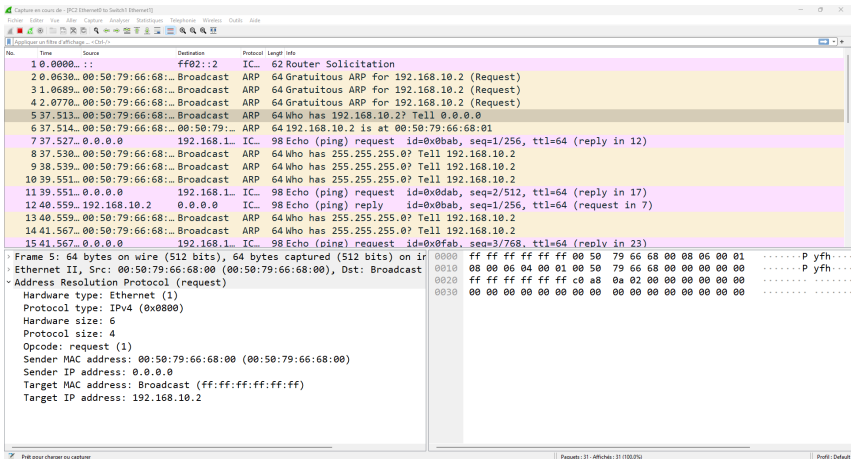 Capture en cours de - [PC2 Ethernet0 to Switch1 Ethernet1]
Fichier Editer Vue Aller Capture Analyser Statistiques Telephonie Wireless Outils Aide
Appliquer un filtre d'affichage ... <Ctrl-/>
No. Time Source Destination Protocol Lengt Info
1 0.0000… :: ff02::2 IC… 62 Router Solicitation
2 0.0630… 00:50:79:66:68:… Broadcast ARP 64 Gratuitous ARP for 192.168.10.2 (Request)
3 1.0689… 00:50:79:66:68:… Broadcast ARP 64 Gratuitous ARP for 192.168.10.2 (Request)
4 2.0770… 00:50:79:66:68:… Broadcast ARP 64 Gratuitous ARP for 192.168.10.2 (Request)
5 37.513… 00:50:79:66:68:… Broadcast ARP 64 Who has 192.168.10.2? Tell 0.0.0.0
6 37.514… 00:50:79:66:68:… 00:50:79:… ARP 64 192.168.10.2 is at 00:50:79:66:68:01
7 37.527… 0.0.0.0 192.168.1… IC… 98 Echo (ping) request id=0x0bab, seq=1/256, ttl=64 (reply in 12)
8 37.530… 00:50:79:66:68:… Broadcast ARP 64 Who has 255.255.255.0? Tell 192.168.10.2
9 38.539… 00:50:79:66:68:… Broadcast ARP 64 Who has 255.255.255.0? Tell 192.168.10.2
10 39.551… 00:50:79:66:68:… Broadcast ARP 64 Who has 255.255.255.0? Tell 192.168.10.2
11 39.551… 0.0.0.0 192.168.1… IC… 98 Echo (ping) request id=0x0dab, seq=2/512, ttl=64 (reply in 17)
12 40.559… 192.168.10.2 0.0.0.0 IC… 98 Echo (ping) reply id=0x0bab, seq=1/256, ttl=64 (request in 7)
13 40.559… 00:50:79:66:68:… Broadcast ARP 64 Who has 255.255.255.0? Tell 192.168.10.2
14 41.567… 00:50:79:66:68:… Broadcast ARP 64 Who has 255.255.255.0? Tell 192.168.10.2
15 41.567… 0.0.0.0 192.168.1… IC… 98 Echo (ping) request id=0x0fab, seq=3/768, ttl=64 (reply in 23)
Frame 5: 64 bytes on wire (512 bits), 64 bytes captured (512 bits) on in
Ethernet II, Src: 00:50:79:66:68:00 (00:50:79:66:68:00), Dst: Broadcast
Address Resolution Protocol (request)
Hardware type: Ethernet (1)
Protocol type: IPv4 (0x0800)
Hardware size: 6
Protocol size: 4
Opcode: request (1)
Sender MAC address: 00:50:79:66:68:00 (00:50:79:66:68:00)
Sender IP address: 0.0.0.0
Target MAC address: Broadcast (ff:ff:ff:ff:ff:ff)
Target IP address: 192.168.10.2
0000 ff ff ff ff ff ff 00 50 79 66 68 00 08 06 00 01 ·······P yfh·····
0010 08 00 06 04 00 01 00 50 79 66 68 00 00 00 00 00 ·······P yfh·····
0020 ff ff ff ff ff ff c0 a8 0a 02 00 00 00 00 00 00 ········ ········
0030 00 00 00 00 00 00 00 00 00 00 00 00 00 00 00 00 ········ ········
Prêt pour charger ou capturer
Paquets : 31 · Affichés : 31 (100.0%)
Profil : Default